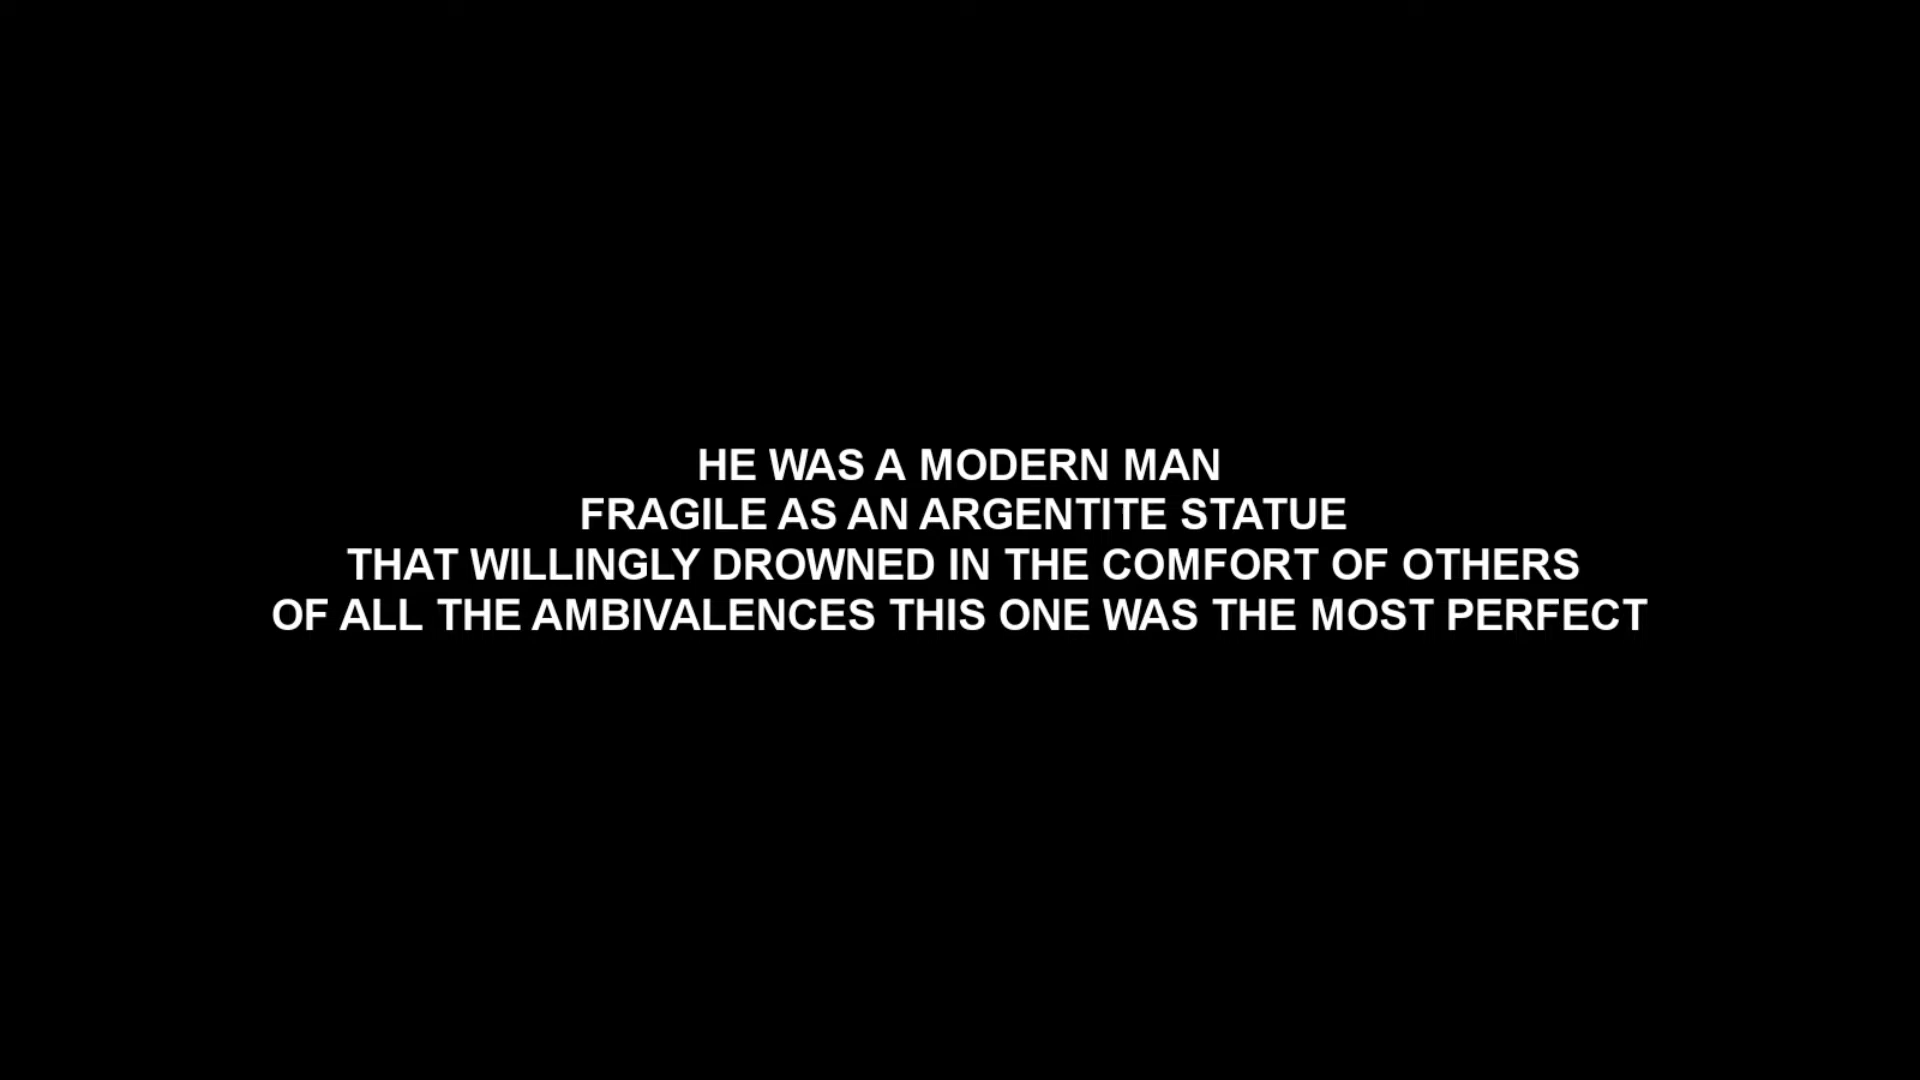 HE WAS A MODERN MAN
FRAGILE AS AN ARGENTITE STATUE
THAT WILLINGLY DROWNED IN THE COMFORT OF OTHERS
OF ALL THE AMBIVALENCES THIS ONE WAS THE MOST PERFECT